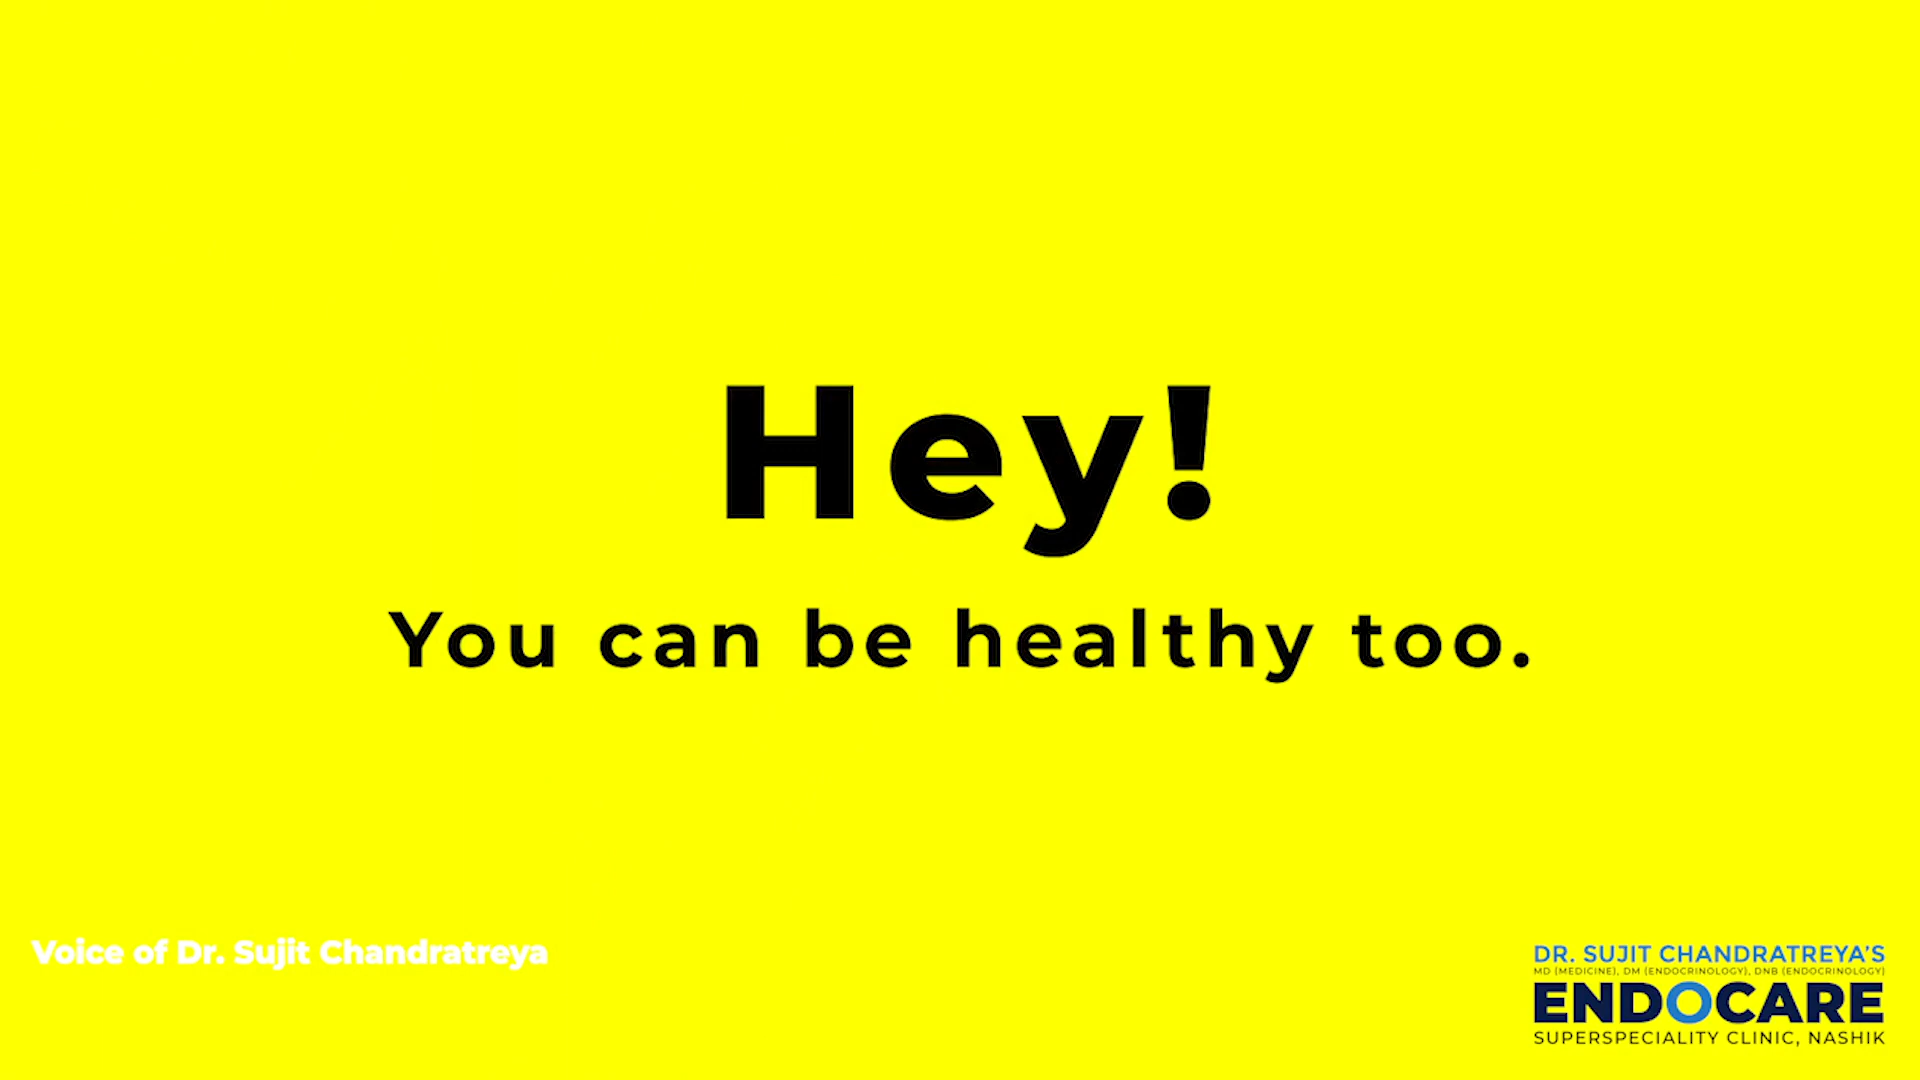 Hey!
You can be healthy too.
Voice of Dr. Sujit Chandratreya
DR. SUJIT CHANDRATREYA'S
MD (MEDICINE), DM (ENDOCRINOLOGY), DNB (ENDOCRINOLOGY)
ENDOCARE
SUPERSPECIALITY CLINIC, NASHIK